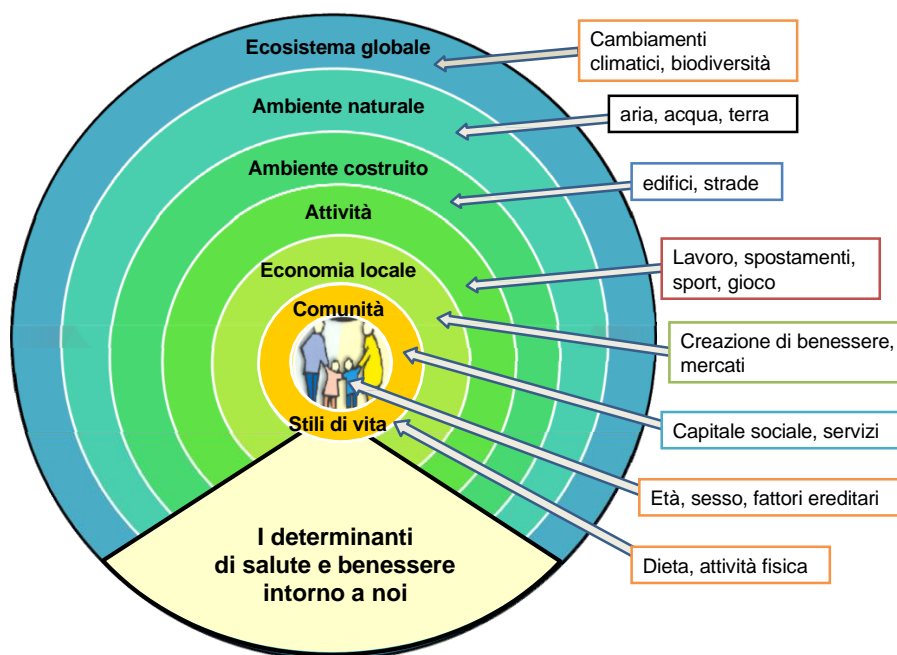 Ecosistema globale
Ambiente naturale
Ambiente costruito
Attività
Economia locale
Comunità
Stili di vita
I determinanti
di salute e benessere
intorno a noi
Cambiamenti
climatici, biodiversità
aria, acqua, terra
edifici, strade
Lavoro, spostamenti,
sport, gioco
Creazione di benessere,
mercati
Capitale sociale, servizi
Età, sesso, fattori ereditari
Dieta, attività fisica